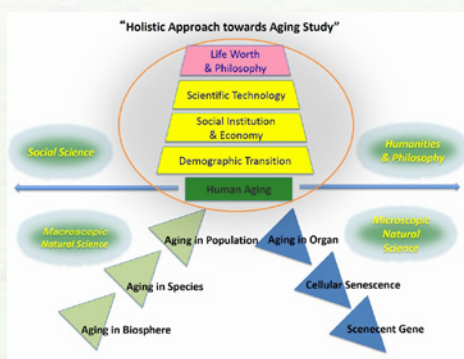 “Holistic Approach towards Aging Study”
Life Worth
& Philosophy
Scientific Technology
Social Institution
& Economy
Demographic Transition
Human Aging
Social Science
Humanities
& Philosophy
Macroscopic
Natural Science
Microscopic
Natural
Science
Aging in Population
Aging in Species
Aging in Biosphere
Aging in Organ
Cellular Senescence
Scenecent Gene